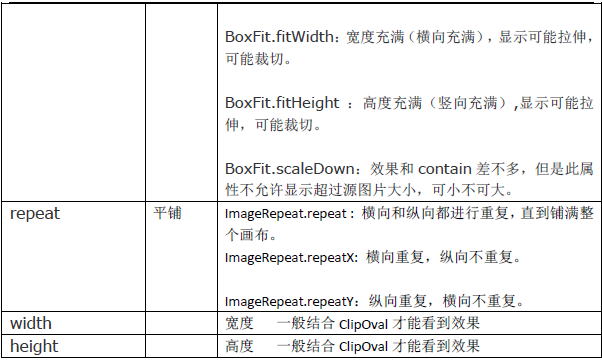 BoxFit.fitWidth：宽度充满（横向充满），显示可能拉伸，
可能裁切。
BoxFit.fitHeight ：高度充满（竖向充满）,显示可能拉
伸，可能裁切。
BoxFit.scaleDown：效果和 contain 差不多，但是此属
性不允许显示超过源图片大小，可小不可大。
repeat 平铺 ImageRepeat.repeat : 横向和纵向都进行重复，直到铺满整
个画布。
ImageRepeat.repeatX: 横向重复，纵向不重复。
ImageRepeat.repeatY：纵向重复，横向不重复。
width 宽度 一般结合 ClipOval 才能看到效果
height 高度 一般结合 ClipOval 才能看到效果